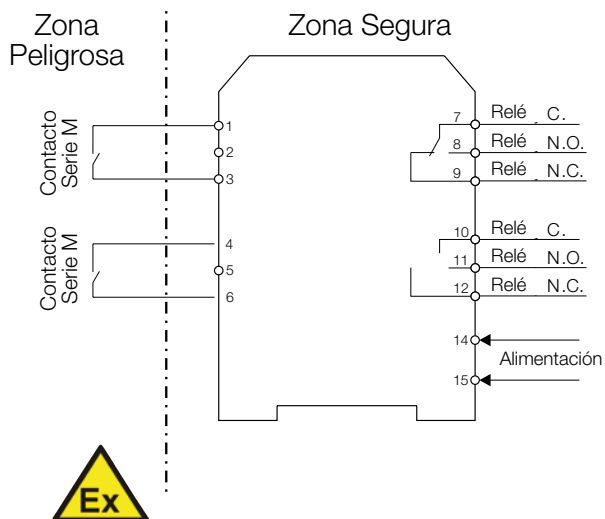 Zona
Peligrosa
Zona Segura
Contacto
Serie M
1
2
3
Contacto
Serie M
4
5
6
7
Relé C.
8
Relé N.O.
9
Relé N.C.
10
Relé C.
11
Relé N.O.
12
Relé N.C.
14
Alimentación
15
Ex